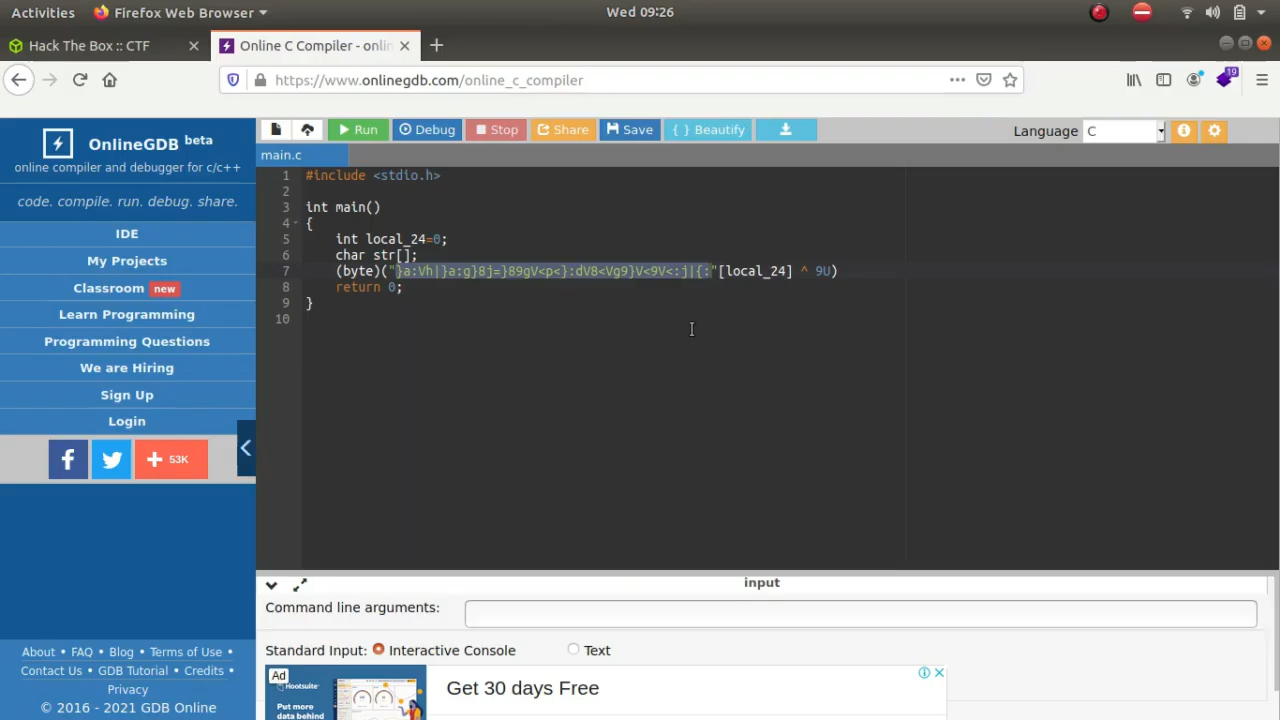 Activities Firefox Web Browser Wed 09:26
Hack The Box :: CTF Online C Compiler - onlin
https://www.onlinegdb.com/online_c_compiler 19
OnlineGDB beta
online compiler and debugger for c/c++
code. compile. run. debug. share.
IDE
My Projects
Classroom new
Learn Programming
Programming Questions
We are Hiring
Sign Up
Login
f + 53K
About • FAQ • Blog • Terms of Use •
Contact Us • GDB Tutorial • Credits •
Privacy
© 2016 - 2021 GDB Online
Run Debug Stop Share Save { } Beautify Language C
main.c
1 #include <stdio.h>
2
3 int main()
4 {
5 int local_24=0;
6 char str[];
7 (byte)("}a:Vh|}a:g}8j=}89gV<p<}:dV8<Vg9}V<9V<:j|{:"[local_24] ^ 9U)
8 return 0;
9 }
10
input
Command line arguments:
Standard Input: Interactive Console Text
Ad
Hootsuite
Put more
data behind
Get 30 days Free